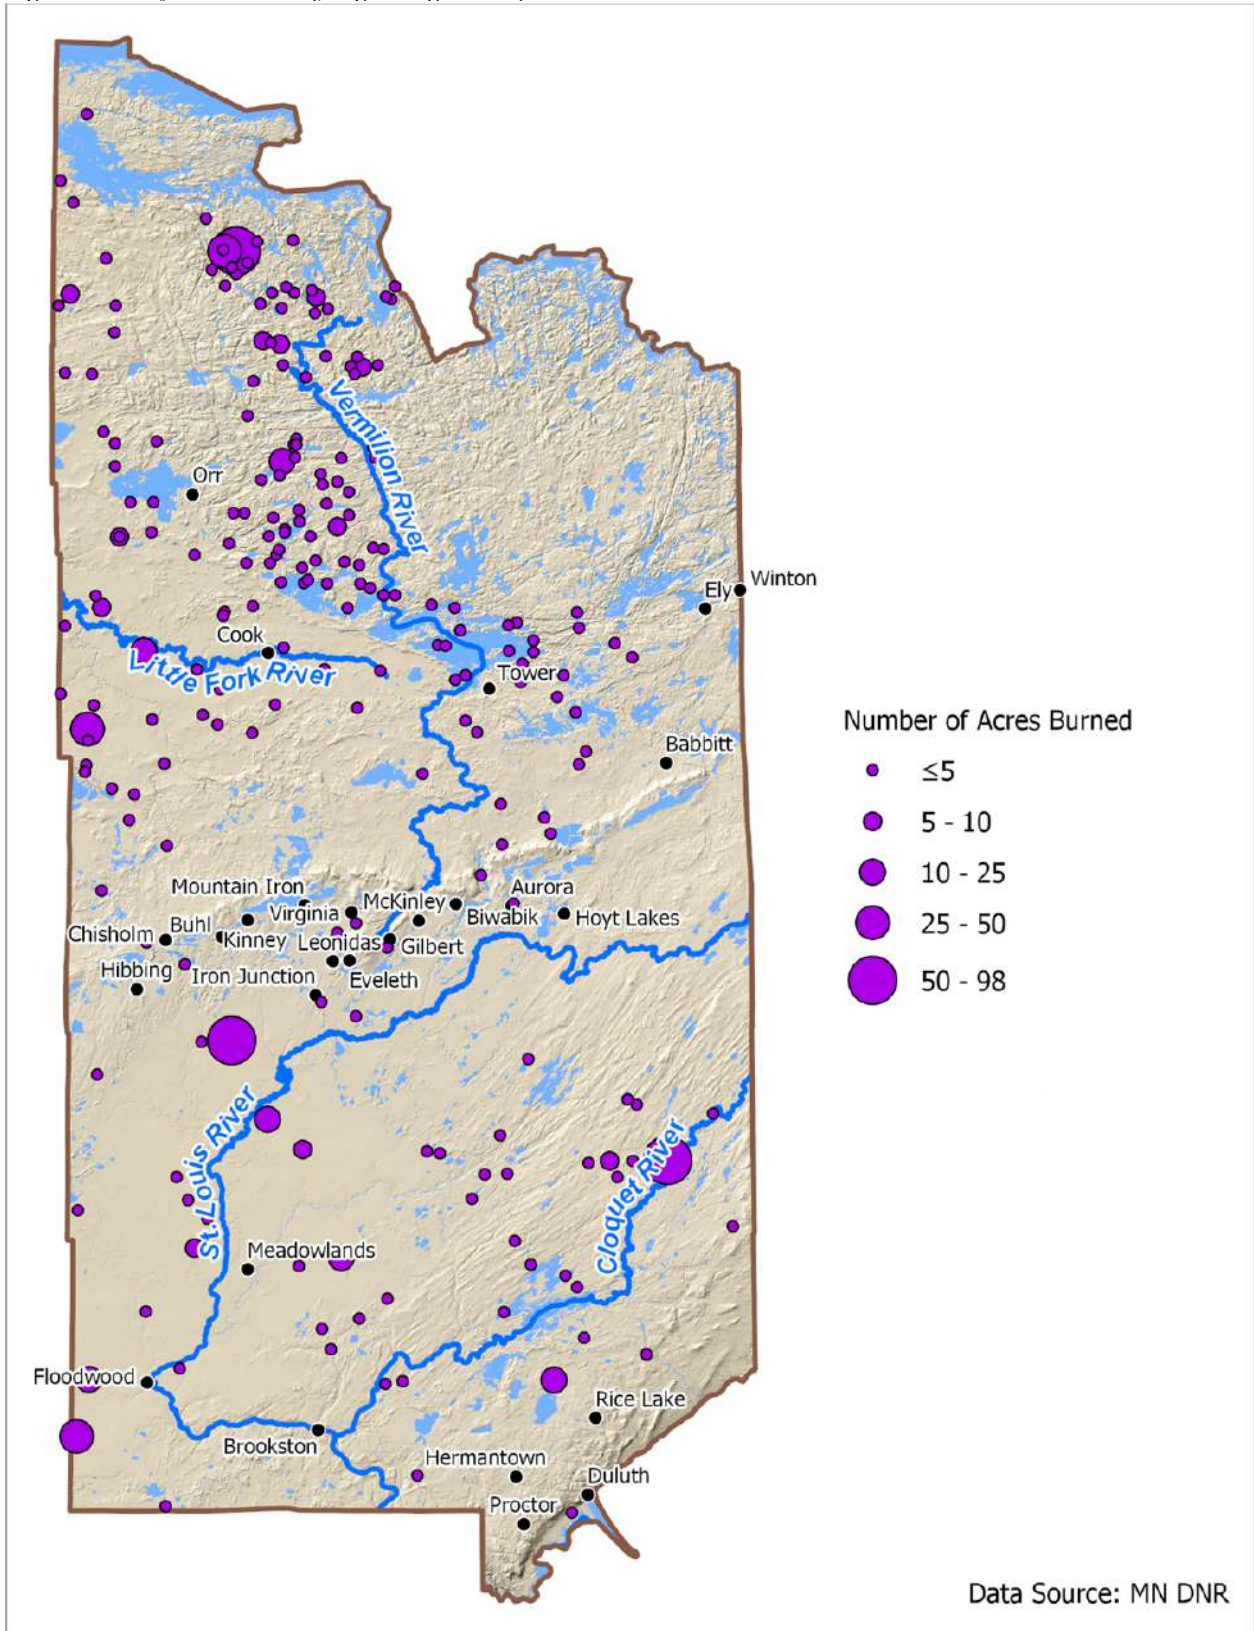 Vermilion River
Orr
Winton
Ely
Cook
Little Fork River
Tower
Number of Acres Burned
≤5
5 - 10
10 - 25
25 - 50
50 - 98
Babbitt
Mountain Iron
McKinley
Aurora
Virginia
Biwabik
Hoyt Lakes
Chisholm
Buhl
Kinney
Leonidas
Gilbert
Hibbing
Iron Junction
Eveleth
St. Louis River
Cloquet River
Meadowlands
Floodwood
Rice Lake
Brookston
Hermantown
Duluth
Proctor
Data Source: MN DNR